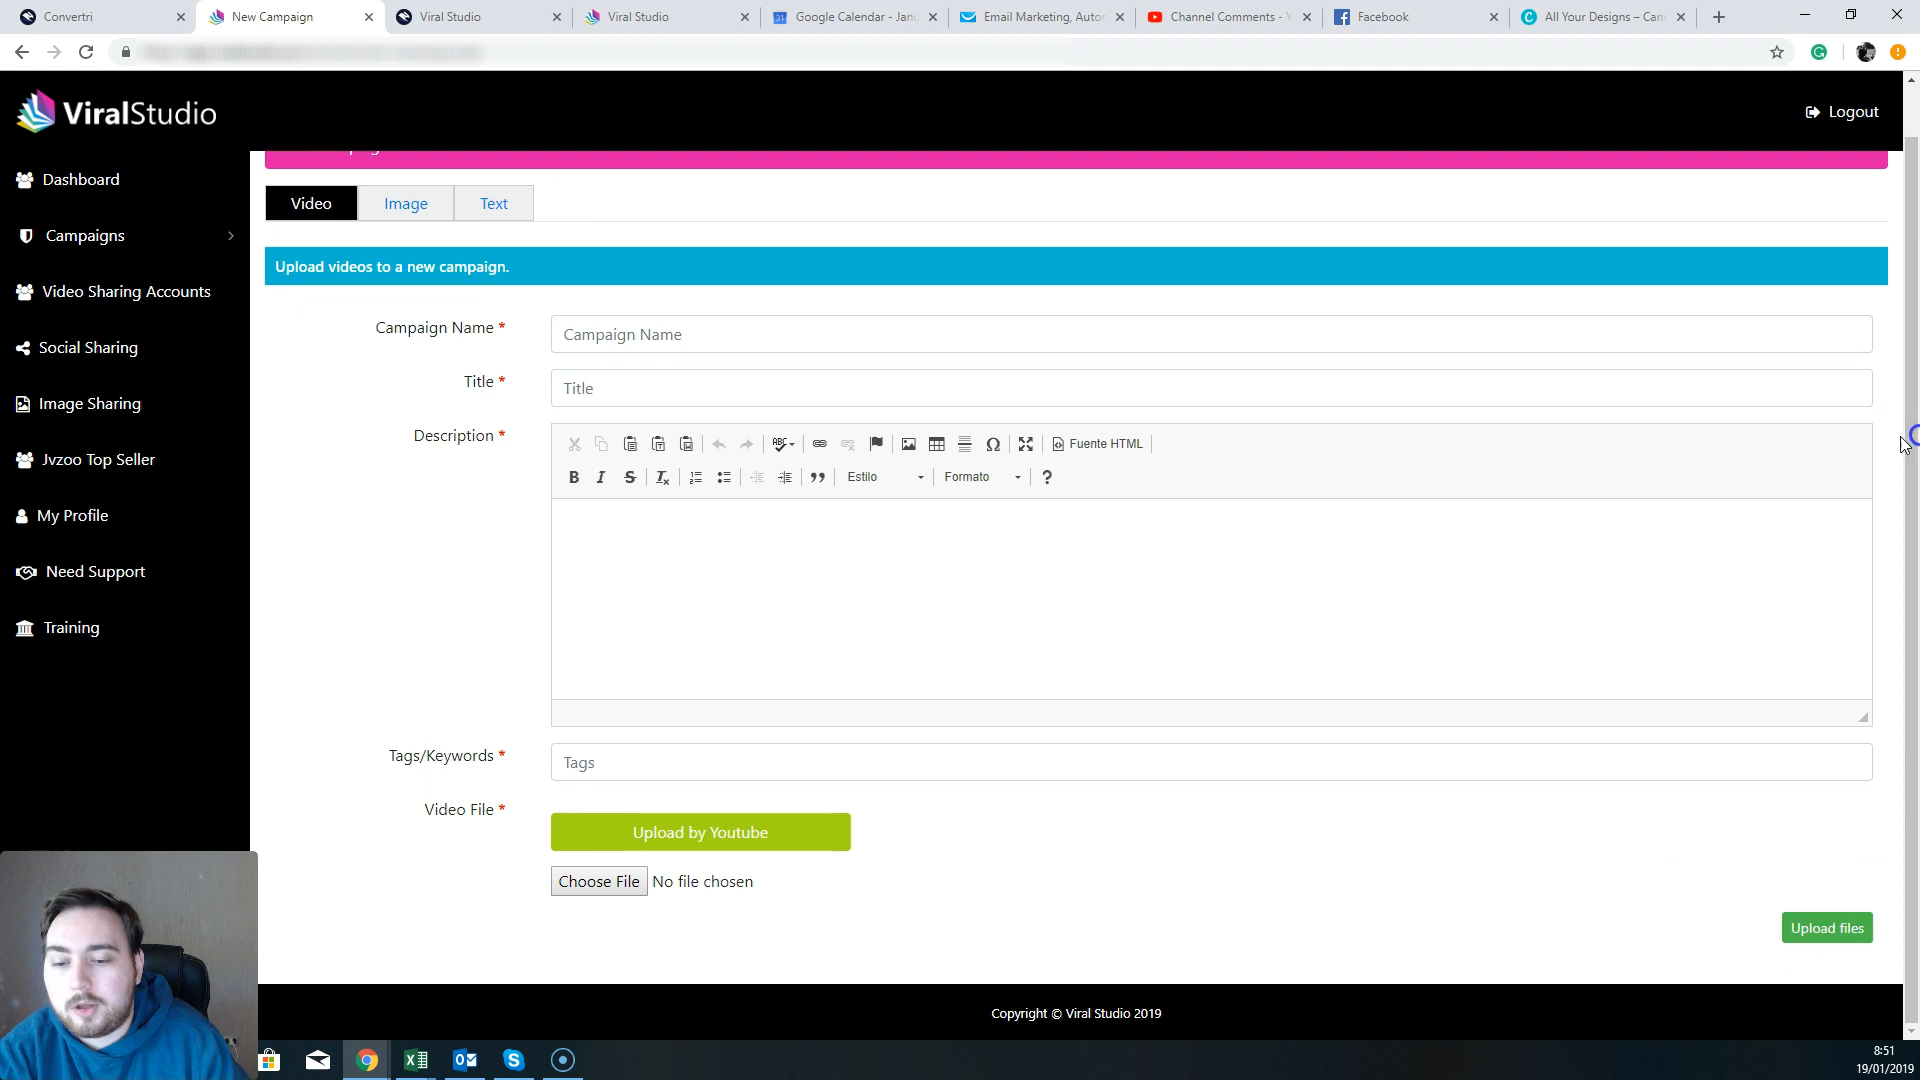 Convertri
New Campaign
Viral Studio
Viral Studio
Google Calendar - Janu
Email Marketing, Auton
Channel Comments - Y
Facebook
All Your Designs – Canv
ViralStudio
Logout
Dashboard
Campaigns
Video Sharing Accounts
Social Sharing
Image Sharing
Jvzoo Top Seller
My Profile
Need Support
Training
Video
Image
Text
Upload videos to a new campaign.
Campaign Name *
Campaign Name
Title *
Title
Description *
ABC
Fuente HTML
B I S Tx
Estilo
Formato
?
Tags/Keywords *
Tags
Video File *
Upload by Youtube
Choose File No file chosen
Upload files
Copyright © Viral Studio 2019
8:51
19/01/2019